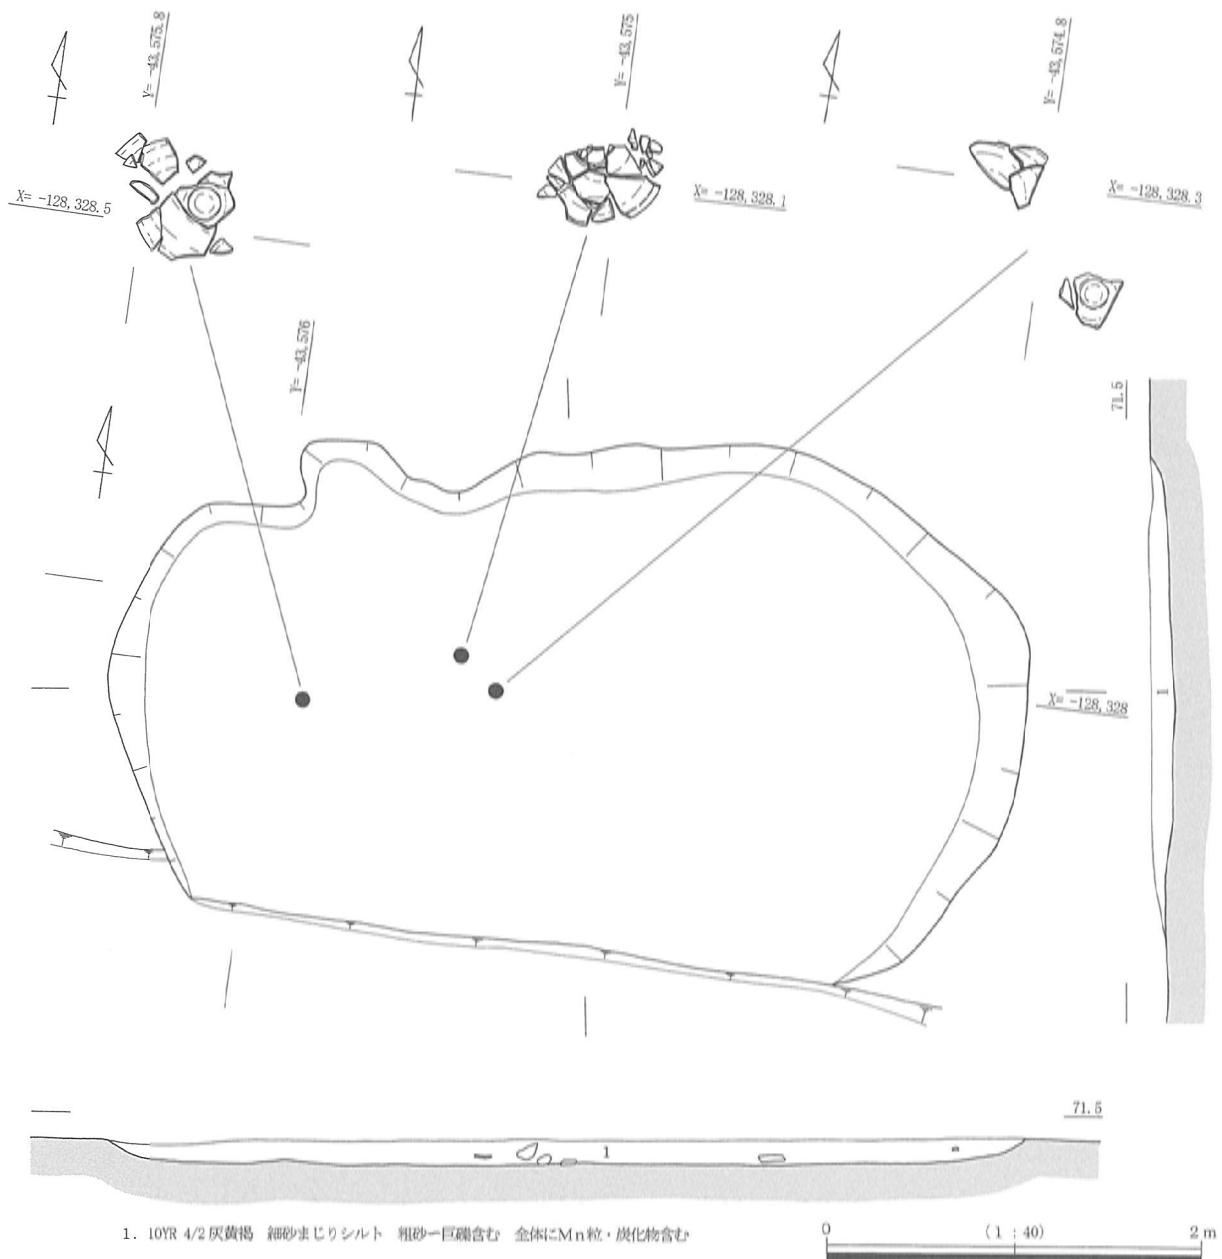 Y= -43,575.8
Y= -43,575
Y= -43,574.8
X= -128,328.5
X= -128,328.1
X= -128,328.3
Y= -43,576
71.5
X= -128,328
1
71.5
1
1. 10YR 4/2 灰黄褐 細砂まじりシルト 粗砂〜巨礫含む 全体にMn粒・炭化物含む
0 (1 : 40) 2 m